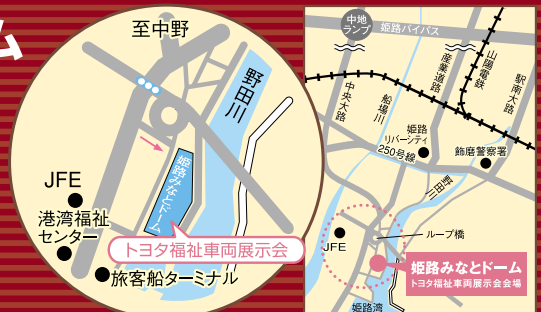 ム
至中野
野田川
姫路みなとドーム
JFE
港湾福祉
センター
トヨタ福祉車両展示会
旅客船ターミナル
中地
ランプ
姫路バイパス
山陽電鉄
産業道路
駅南大路
中央大路
船場川
姫路
リバーシティ
250号線
飾磨警察署
野田川
ループ橋
JFE
姫路みなとドーム
トヨタ福祉車両展示会会場
姫路湾